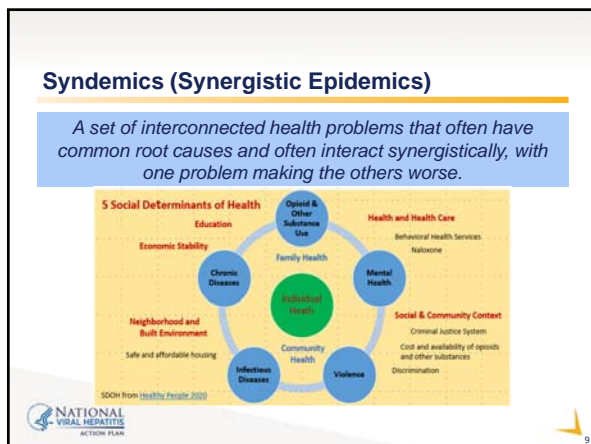 Syndemics (Synergistic Epidemics)
A set of interconnected health problems that often have
common root causes and often interact synergistically, with
one problem making the others worse.
5 Social Determinants of Health
Education
Economic Stability
Opioid &
Other
Substance
Use
Health and Health Care
Behavioral Health Services
Naloxone
Family Health
Chronic
Diseases
Mental
Health
Individual
Heath
Neighborhood and
Built Environment
Safe and affordable housing
Community
Health
Social & Community Context
Criminal Justice System
Cost and availability of opioids
and other substances
Discrimination
Infectious
Diseases
Violence
SDOH from Healthy People 2020
NATIONAL
VIRAL HEPATITIS
ACTION PLAN
9